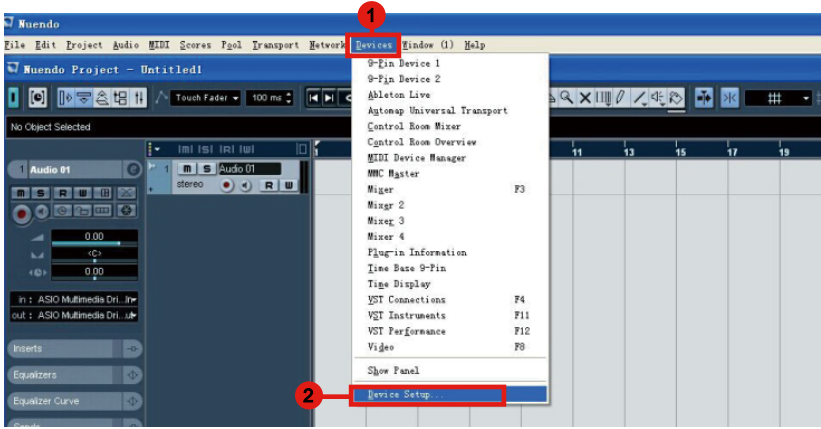 1
Nuendo
File Edit Project Audio MIDI Scores Pool Transport Network Devices Window (1) Help
Nuendo Project - Untitled1
Touch Fader 100 ms
No Object Selected
11 13 15 17 19
1 Audio 01
m S R W
0.00
<C>
0.00
in : ASIO Multimedia Dri...In
out : ASIO Multimedia Dri...ut
Inserts
Equalizers
Equalizer Curve
Sends
1 m S Audio 01
stereo R W
9-Pin Device 1
9-Pin Device 2
Ableton Live
Automap Universal Transport
Control Room Mixer
Control Room Overview
MIDI Device Manager
MMC Master
Mixer F3
Mixer 2
Mixer 3
Mixer 4
Plug-in Information
Time Base 9-Pin
Time Display
VST Connections F4
VST Instruments F11
VST Performance F12
Video F8
Show Panel
2
Device Setup...